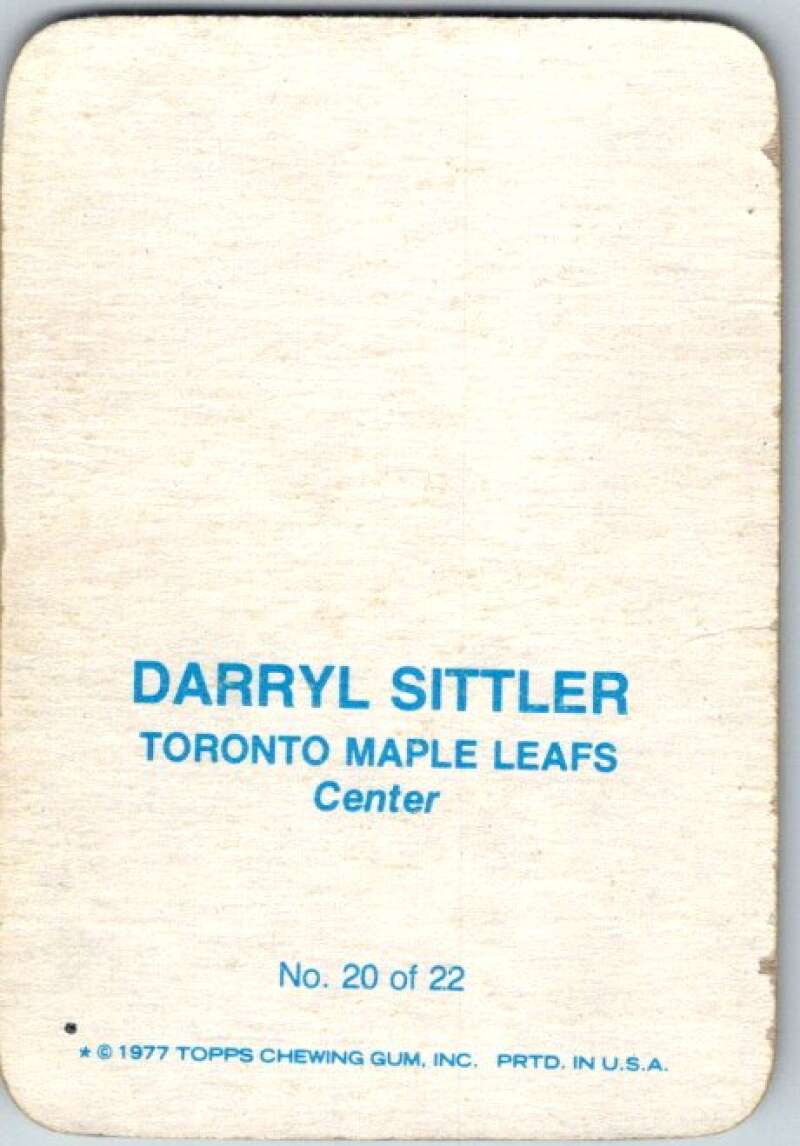 DARRYL SITTLER
TORONTO MAPLE LEAFS
Center
No. 20 of 22
* © 1977 TOPPS CHEWING GUM, INC. PRTD. IN U.S.A.